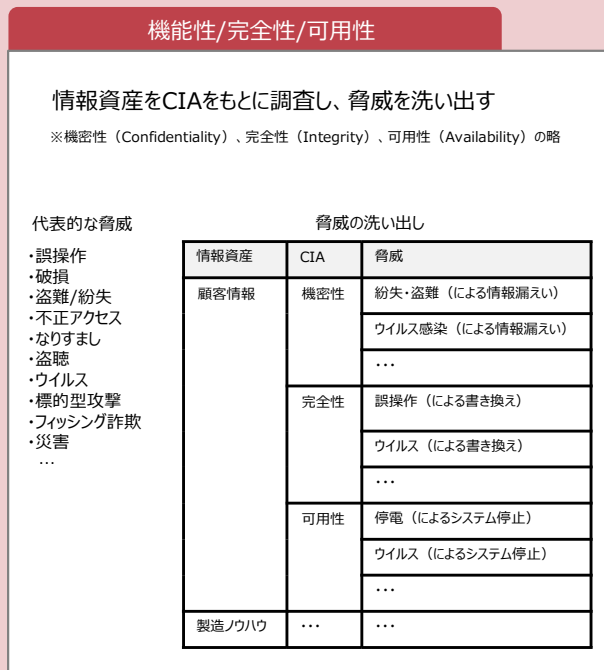 機能性/完全性/可用性
情報資産をCIAをもとに調査し、脅威を洗い出す
※機密性（Confidentiality）、完全性（Integrity）、可用性（Availability）の略
代表的な脅威
・誤操作
・破損
・盗難/紛失
・不正アクセス
・なりすまし
・盗聴
・ウイルス
・標的型攻撃
・フィッシング詐欺
・災害
…
脅威の洗い出し
情報資産 CIA 脅威
顧客情報 機密性 紛失・盗難（による情報漏えい）
ウイルス感染（による情報漏えい）
・・・
完全性 誤操作（による書き換え）
ウイルス（による書き換え）
・・・
可用性 停電（によるシステム停止）
ウイルス（によるシステム停止）
・・・
製造ノウハウ ・・・ ・・・